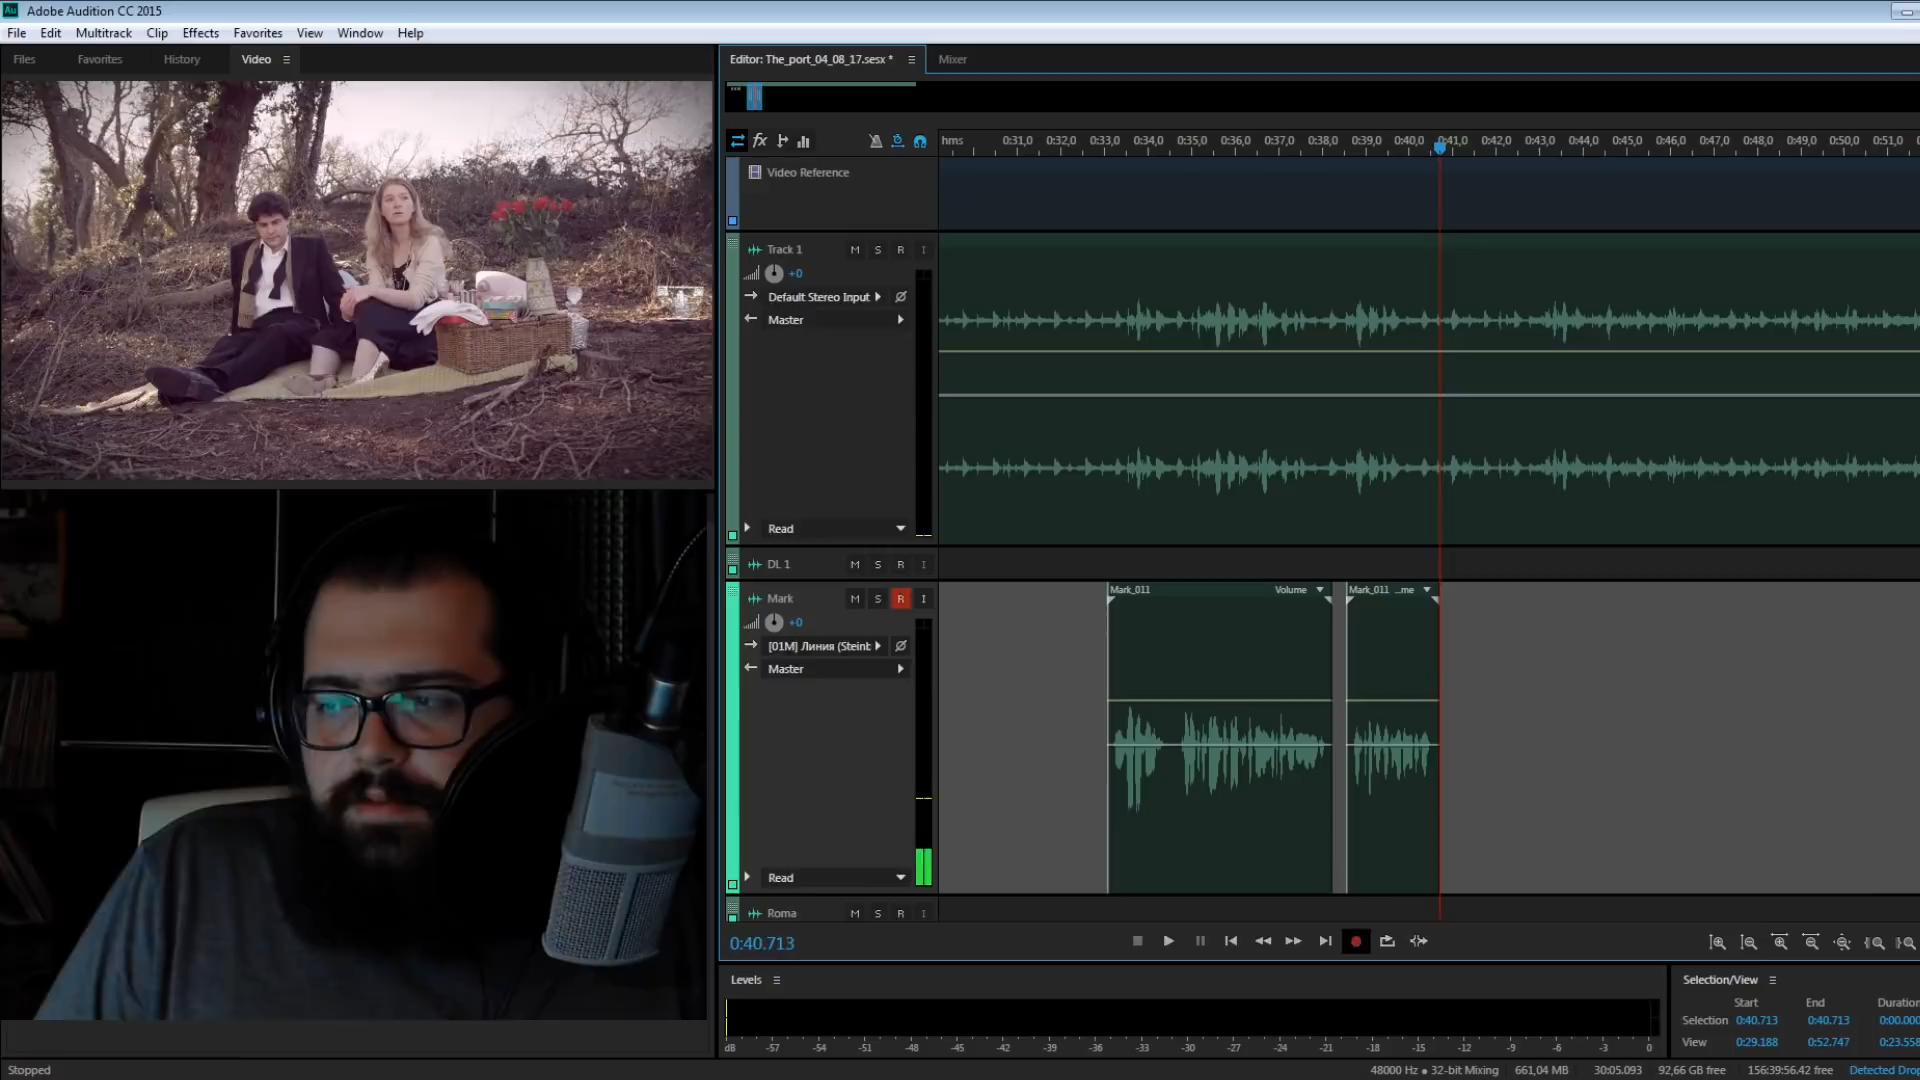 Au Adobe Audition CC 2015
File Edit Multitrack Clip Effects Favorites View Window Help
Files Favorites History Video
Editor: The_port_04_08_17.sesx * Mixer
fx
hms 0:31,0 0:32,0 0:33,0 0:34,0 0:35,0 0:36,0 0:37,0 0:38,0 0:39,0 0:40,0 0:41,0 0:42,0 0:43,0 0:44,0 0:45,0 0:46,0 0:47,0 0:48,0 0:49,0 0:50,0 0:51,0
Video Reference
Track 1 M S R I
+0
Default Stereo Input
Master
Read
DL 1 M S R I
Mark M S R I
Mark_011 Volume
Mark_011 ...me
+0
[01M] Линия (Steinb
Master
Read
Roma M S R I
0:40.713
Levels
dB -57 -54 -51 -48 -45 -42 -39 -36 -33 -30 -27 -24 -21 -18 -15 -12 -9 -6 -3 0
Selection/View
Start End Duration
Selection 0:40.713 0:40.713 0:00.000
View 0:29.188 0:52.747 0:23.558
Stopped
48000 Hz ● 32-bit Mixing 661,04 MB 30:05.093 92,66 GB free 156:39:56.42 free Detected Drop